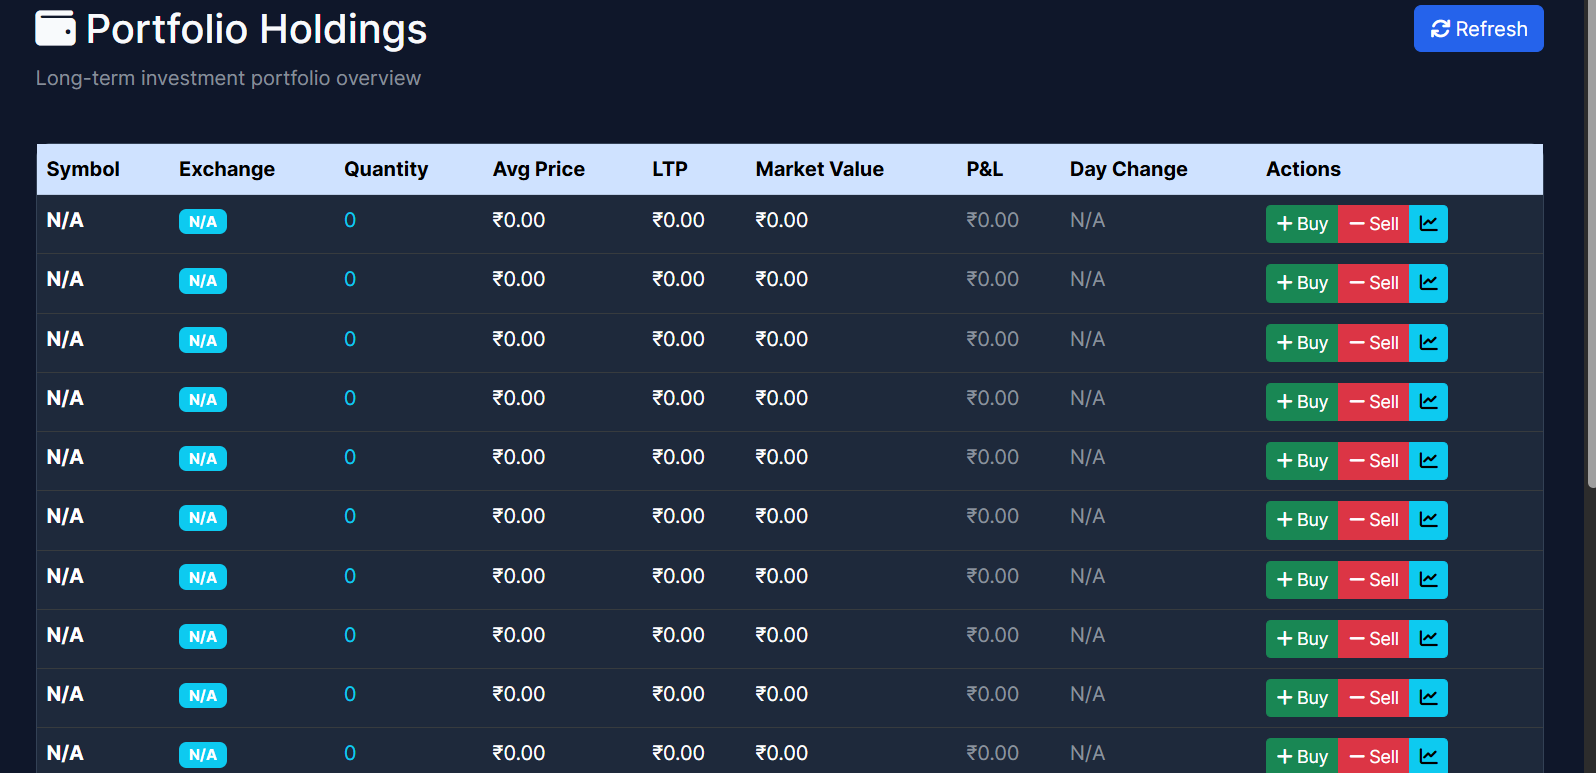 Portfolio Holdings
Refresh
Long-term investment portfolio overview
Symbol Exchange Quantity Avg Price LTP Market Value P&L Day Change Actions
N/A N/A 0 ₹0.00 ₹0.00 ₹0.00 ₹0.00 N/A Buy Sell
N/A N/A 0 ₹0.00 ₹0.00 ₹0.00 ₹0.00 N/A Buy Sell
N/A N/A 0 ₹0.00 ₹0.00 ₹0.00 ₹0.00 N/A Buy Sell
N/A N/A 0 ₹0.00 ₹0.00 ₹0.00 ₹0.00 N/A Buy Sell
N/A N/A 0 ₹0.00 ₹0.00 ₹0.00 ₹0.00 N/A Buy Sell
N/A N/A 0 ₹0.00 ₹0.00 ₹0.00 ₹0.00 N/A Buy Sell
N/A N/A 0 ₹0.00 ₹0.00 ₹0.00 ₹0.00 N/A Buy Sell
N/A N/A 0 ₹0.00 ₹0.00 ₹0.00 ₹0.00 N/A Buy Sell
N/A N/A 0 ₹0.00 ₹0.00 ₹0.00 ₹0.00 N/A Buy Sell
N/A N/A 0 ₹0.00 ₹0.00 ₹0.00 ₹0.00 N/A Buy Sell